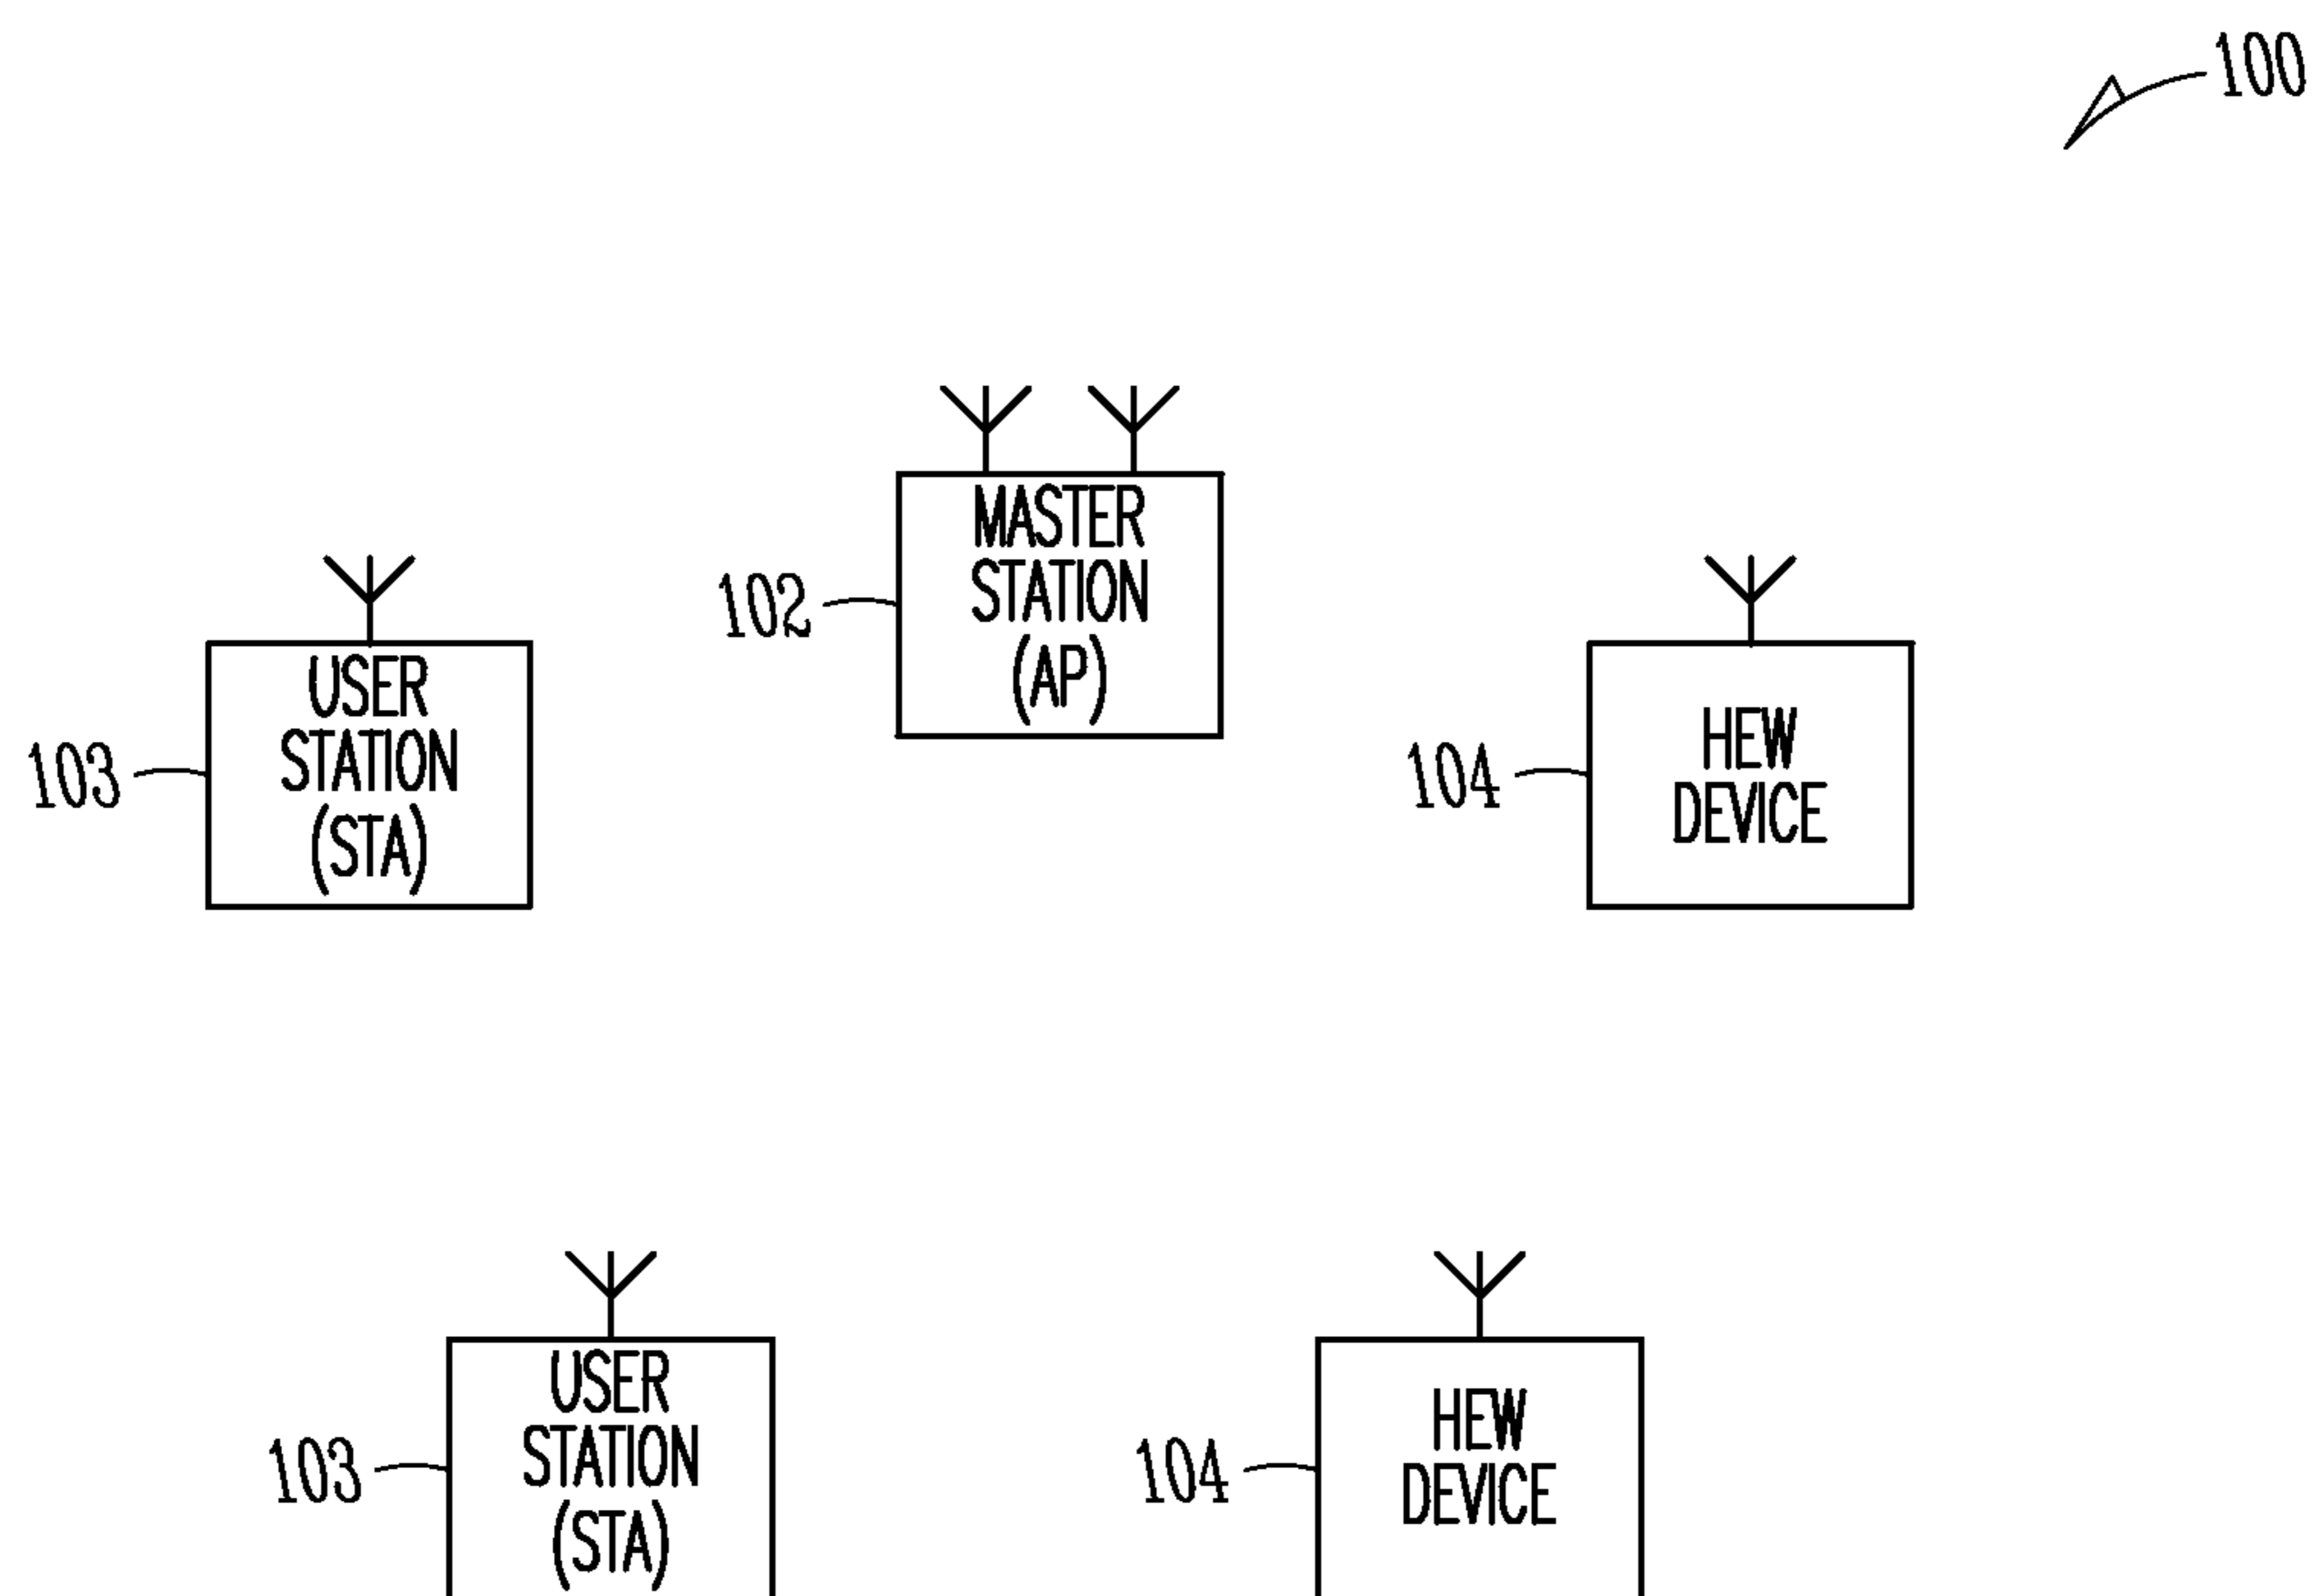 100
102
MASTER
STATION
(AP)
103
USER
STATION
(STA)
104
HEW
DEVICE
103
USER
STATION
(STA)
104
HEW
DEVICE